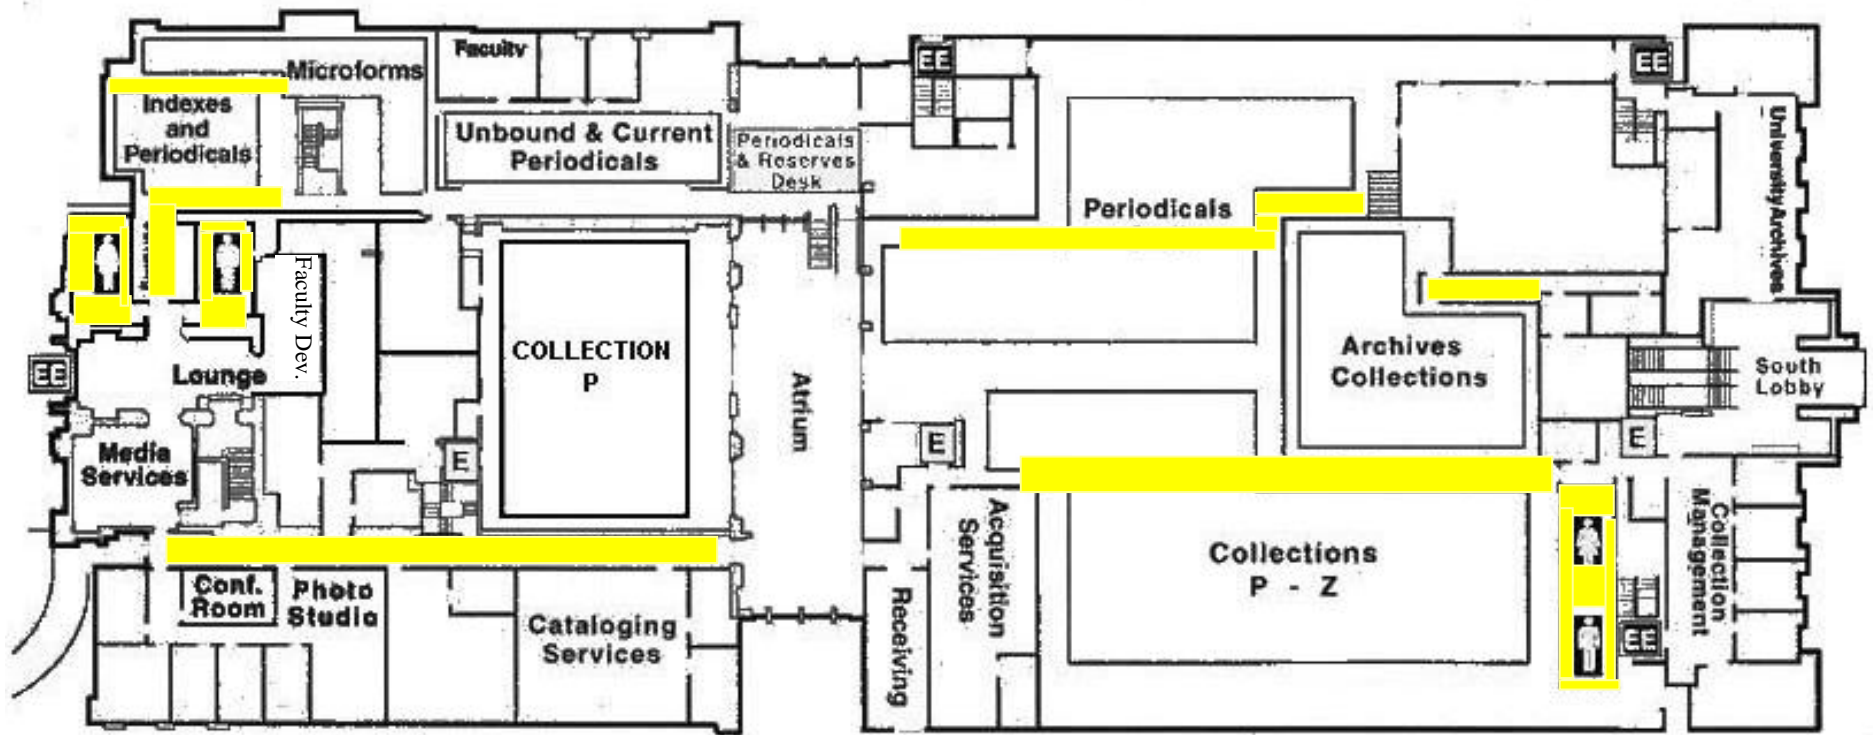 Faculty
EE
EE
Microforms
Indexes
and
Periodicals
Unbound & Current
Periodicals
Periodicals
& Reserves
Desk
University Archives
Periodicals
Faculty Dev.
COLLECTION
P
EE
Lounge
Atrium
Archives
Collections
South
Lobby
Media
Services
E
E
E
Acquisition
Services
Collections
P - Z
Collection
Management
Conf.
Room
Photo
Studio
Cataloging
Services
Receiving
EE